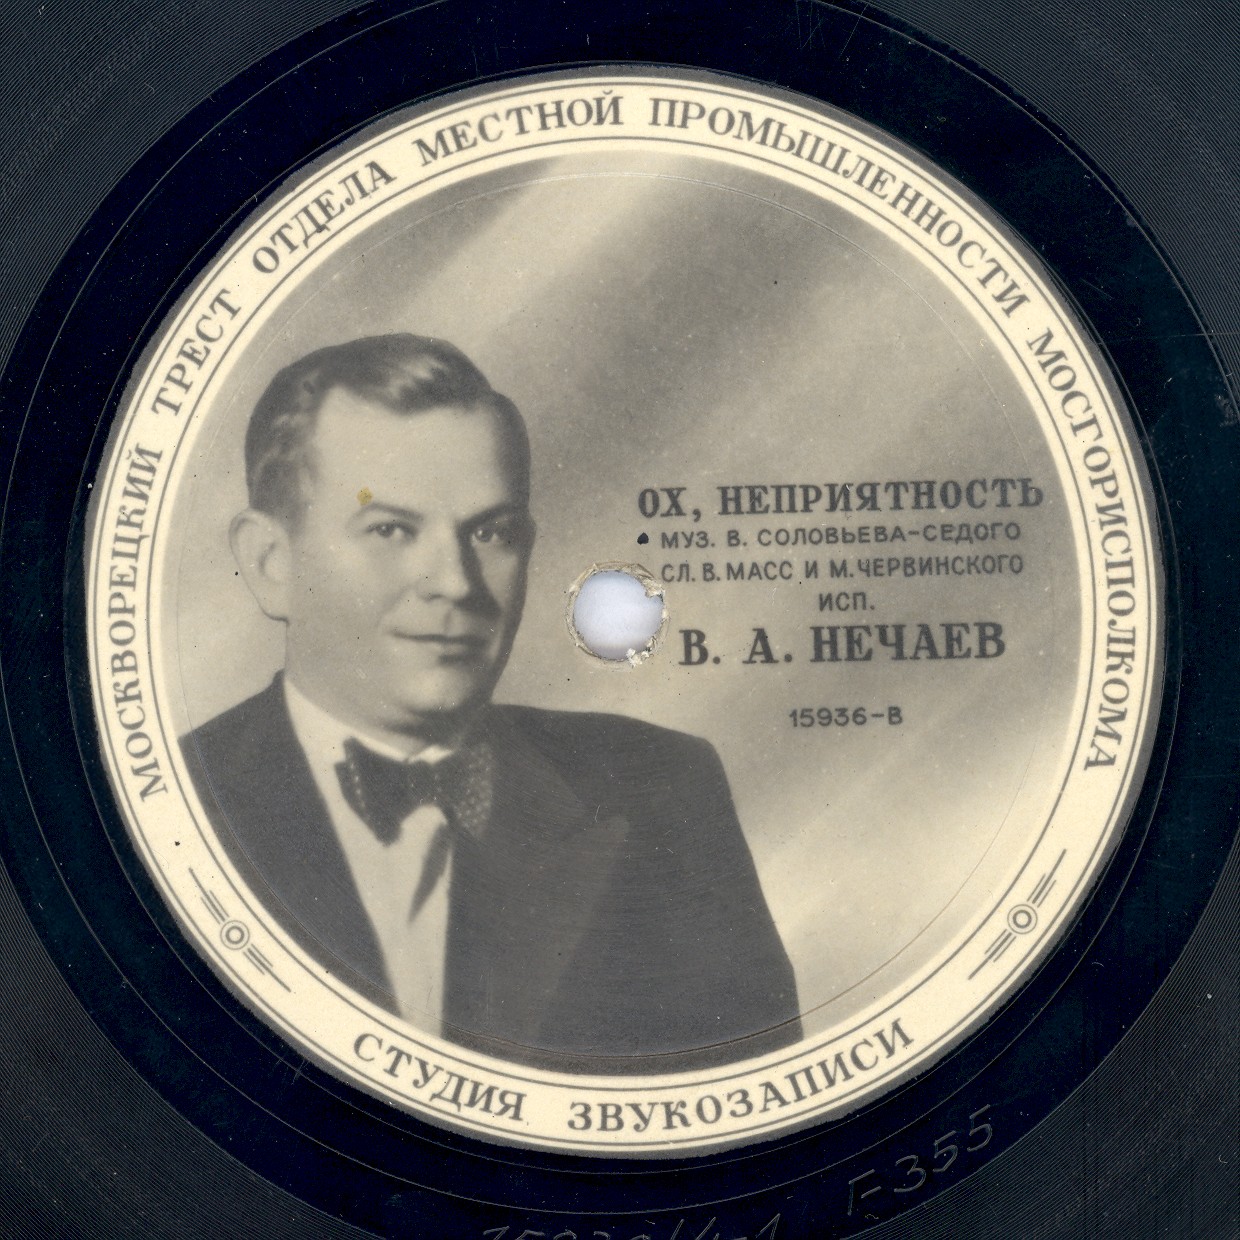 МОСКВОРЕЦКИЙ ТРЕСТ ОТДЕЛА МЕСТНОЙ ПРОМЫШЛЕННОСТИ МОСГОРИСПОЛКОМА
ОХ, НЕПРИЯТНОСТЬ
МУЗ. В. СОЛОВЬЕВА-СЕДОГО
СЛ. В. МАСС И М. ЧЕРВИНСКОГО
ИСП.
В. А. НЕЧАЕВ
15936-В
СТУДИЯ ЗВУКОЗАПИСИ
F355